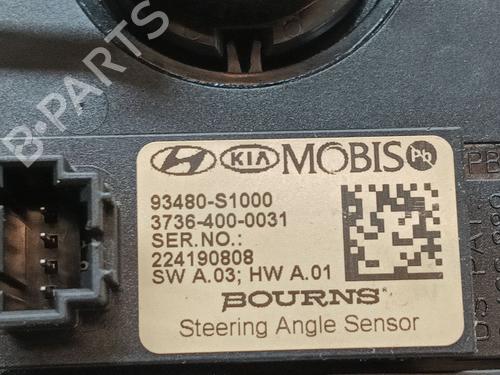 B-PARTS
KIA MOBIS Pb
93480-S1000
3736-400-0031
SER.NO.:
224190808
SW A.03; HW A.01
BOURNS
Steering Angle Sensor